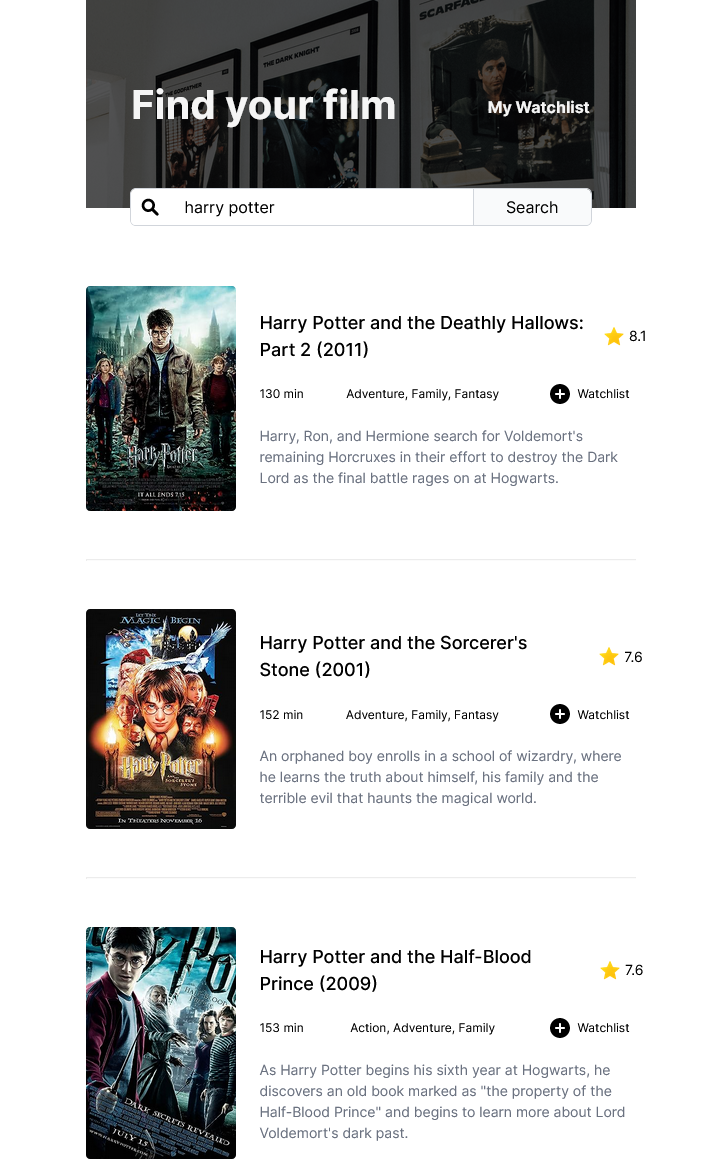 SCARFACE
THE DARK KNIGHT
THE GODFATHER
Find your film
My Watchlist
harry potter
Search
Harry Potter and the Deathly Hallows:
Part 2 (2011)
8.1
130 min
Adventure, Family, Fantasy
Watchlist
Harry, Ron, and Hermione search for Voldemort's
remaining Horcruxes in their effort to destroy the Dark
Lord as the final battle rages on at Hogwarts.
Harry Potter
IT ALL ENDS 7.15
LET THE
MAGIC BEGIN
Harry Potter and the Sorcerer's
Stone (2001)
7.6
152 min
Adventure, Family, Fantasy
Watchlist
An orphaned boy enrolls in a school of wizardry, where
he learns the truth about himself, his family and the
terrible evil that haunts the magical world.
Harry Potter
AND THE
SORCERER'S STONE
IN THEATERS NOVEMBER 16
Harry Potter and the Half-Blood
Prince (2009)
7.6
153 min
Action, Adventure, Family
Watchlist
As Harry Potter begins his sixth year at Hogwarts, he
discovers an old book marked as "the property of the
Half-Blood Prince" and begins to learn more about Lord
Voldemort's dark past.
DARK SECRETS REVEALED
JULY 15